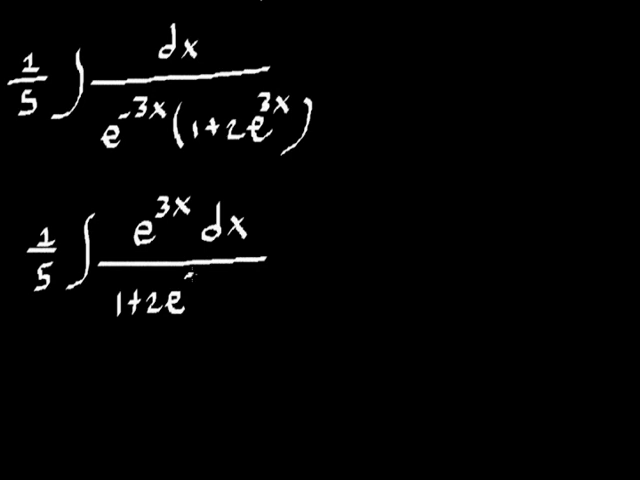 1/5 ∫ dx / e^-3x (1+2e^3x)
1/5 ∫ e^3x dx / 1+2e^-